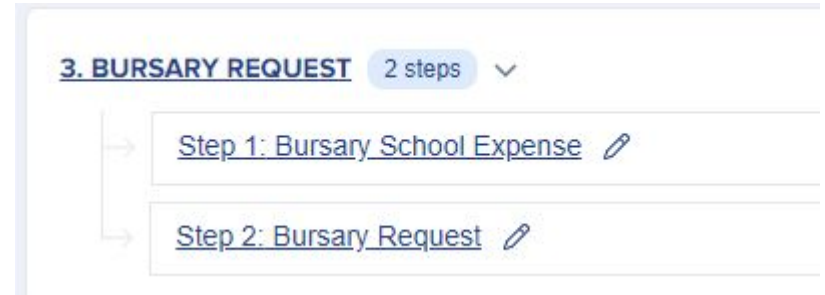 3. BURSARY REQUEST 2 steps
Step 1: Bursary School Expense
Step 2: Bursary Request